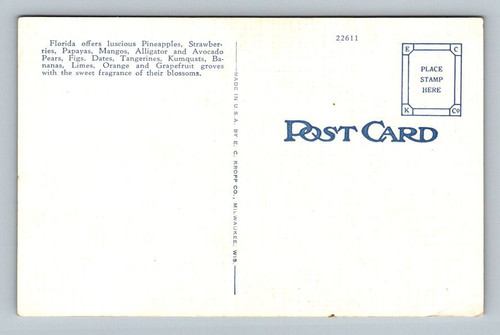 Florida offers luscious Pineapples, Strawber-
ries, Papayas, Mangos, Alligator and Avocado
Pears, Figs, Dates, Tangerines, Kumquats, Ba-
nanas, Limes, Orange and Grapefruit groves
with the sweet fragrance of their blossoms.
MADE IN U.S.A. BY E. C. KROPP CO., MILWAUKEE, WIS.
22611
E C
PLACE
STAMP
HERE
K Co
POST CARD